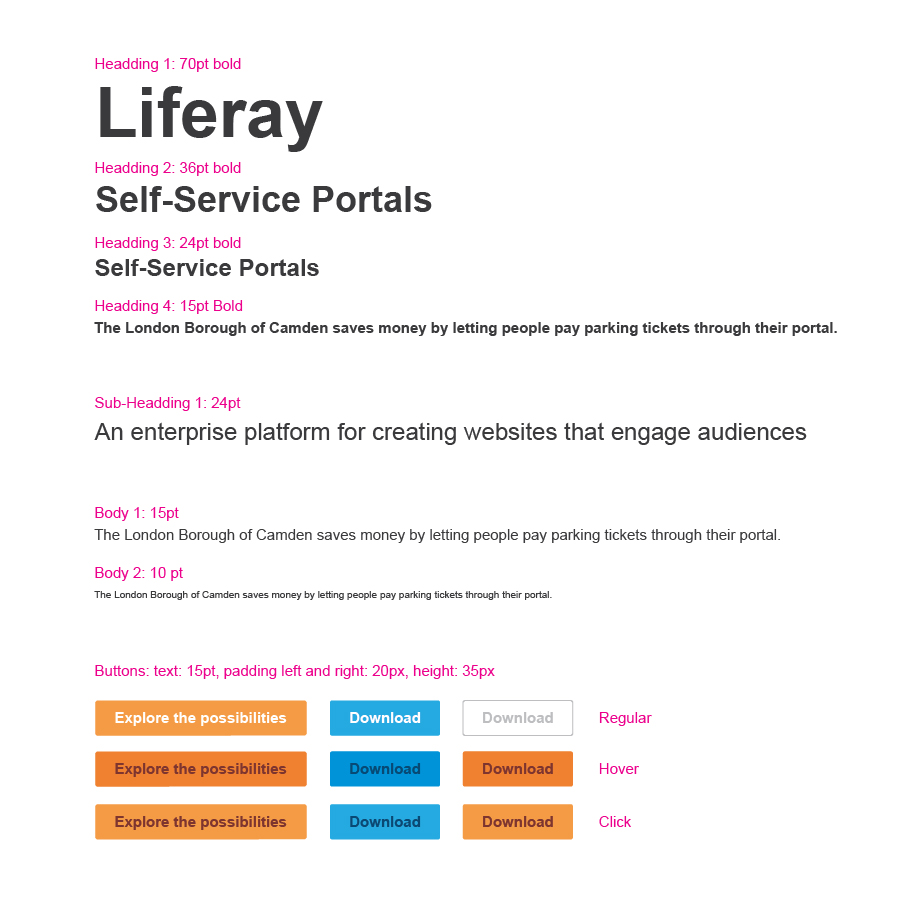 Headding 1: 70pt bold
Liferay
Headding 2: 36pt bold
Self-Service Portals
Headding 3: 24pt bold
Self-Service Portals
Headding 4: 15pt Bold
The London Borough of Camden saves money by letting people pay parking tickets through their portal.
Sub-Headding 1: 24pt
An enterprise platform for creating websites that engage audiences
Body 1: 15pt
The London Borough of Camden saves money by letting people pay parking tickets through their portal.
Body 2: 10 pt
The London Borough of Camden saves money by letting people pay parking tickets through their portal.
Buttons: text: 15pt, padding left and right: 20px, height: 35px
Explore the possibilities Download Download Regular
Explore the possibilities Download Download Hover
Explore the possibilities Download Download Click